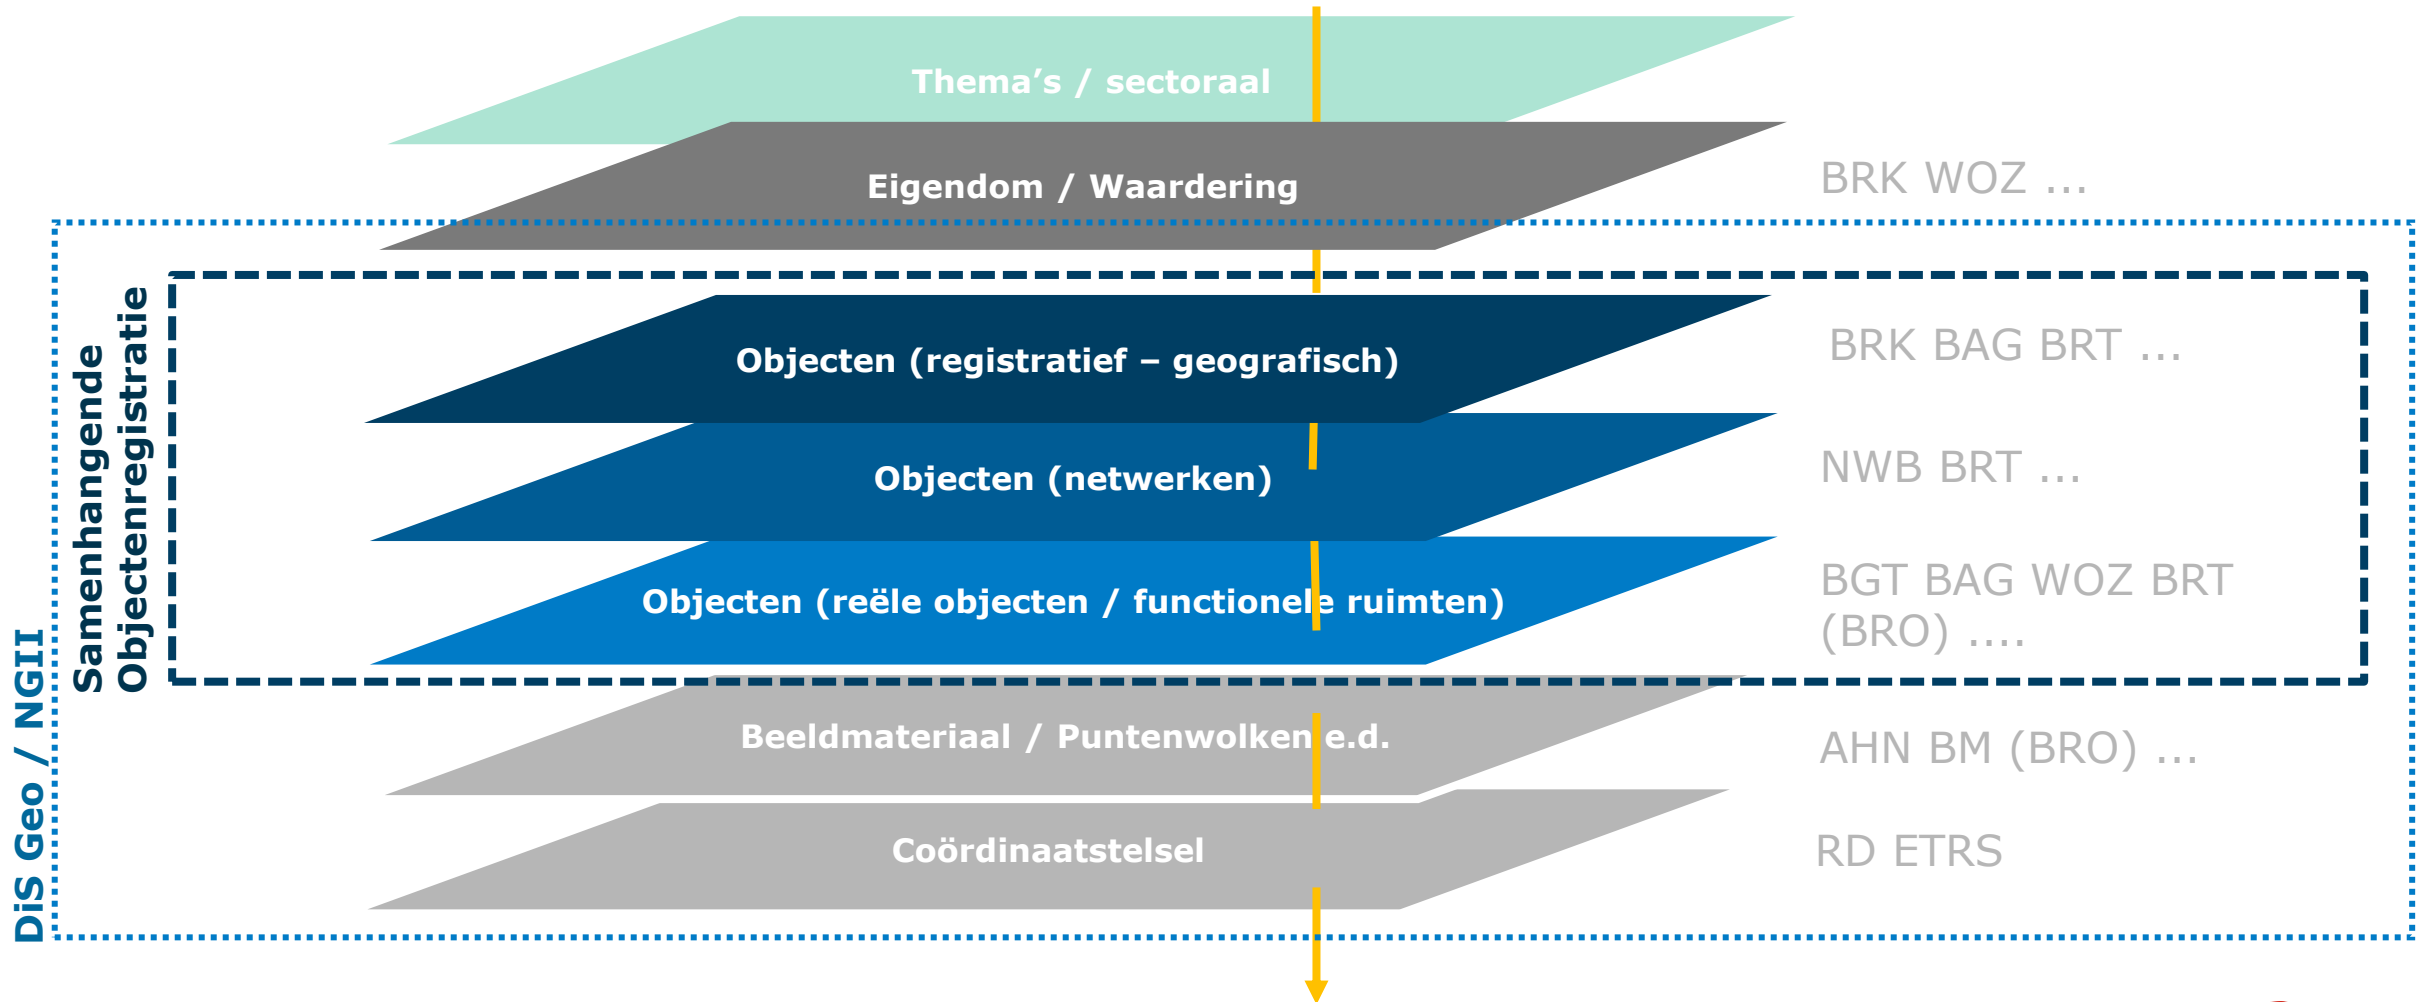 Thema’s / sectoraal
Eigendom / Waardering
BRK WOZ ...
Samenhangende
Objectenregistratie
Objecten (registratief – geografisch)
BRK BAG BRT ...
Objecten (netwerken)
NWB BRT ...
Objecten (reële objecten / functionele ruimten)
BGT BAG WOZ BRT
(BRO) ....
DiS Geo / NGII
Beeldmateriaal / Puntenwolken e.d.
AHN BM (BRO) ...
Coördinaatstelsel
RD ETRS